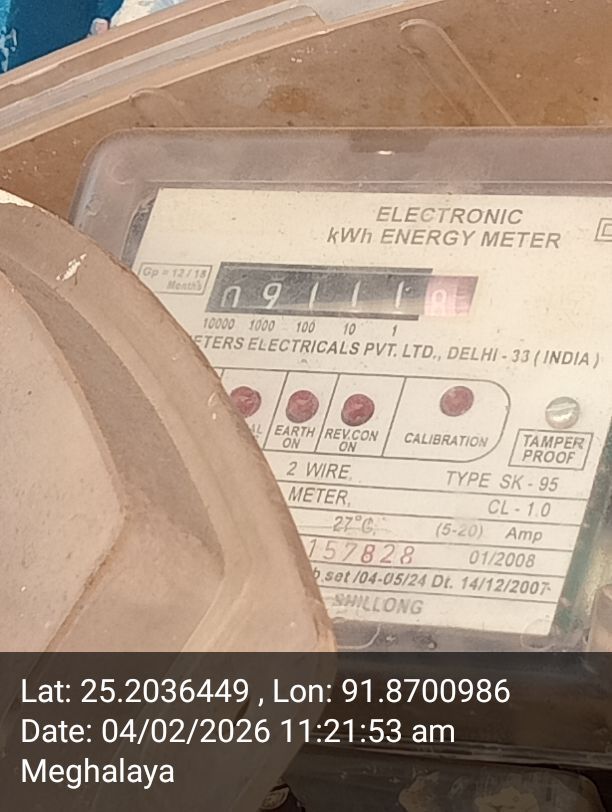 ELECTRONIC
kWh ENERGY METER
Gp = 12 / 18
Months
09111
10000 1000 100 10 1
ETERS ELECTRICALS PVT. LTD., DELHI - 33 ( INDIA )
EARTH
ON
REV.CON
ON
CALIBRATION
TAMPER
PROOF
2 WIRE,
TYPE SK - 95
METER,
CL - 1.0
27°C, (5-20) Amp
157828 01/2008
set /04-05/24 Dt. 14/12/2007-
SHILLONG
Lat: 25.2036449 , Lon: 91.8700986
Date: 04/02/2026 11:21:53 am
Meghalaya